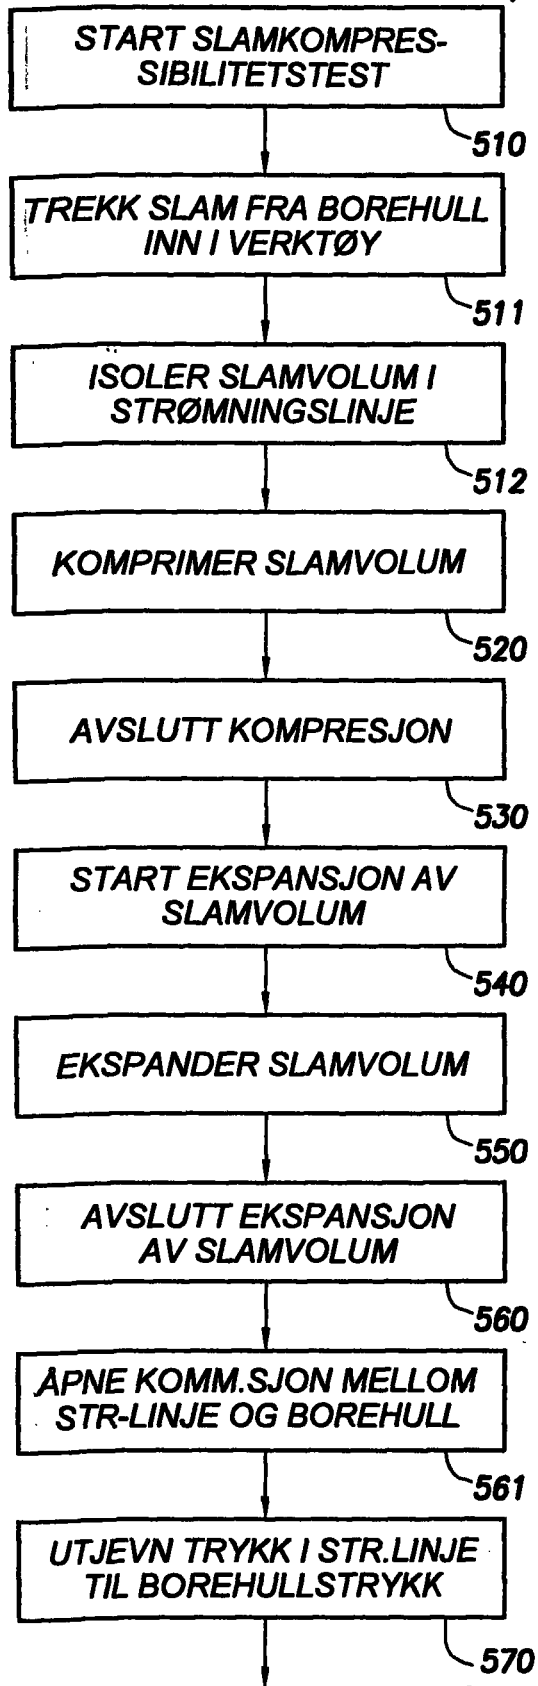 START SLAMKOMPRES-
SIBILITETSTEST
510
TREKK SLAM FRA BOREHULL
INN I VERKTØY
511
ISOLER SLAMVOLUM I
STRØMNINGSLINJE
512
KOMPRIMER SLAMVOLUM
520
AVSLUTT KOMPRESJON
530
START EKSPANSJON AV
SLAMVOLUM
540
EKSPANDER SLAMVOLUM
550
AVSLUTT EKSPANSJON
AV SLAMVOLUM
560
ÅPNE KOMM.SJON MELLOM
STR-LINJE OG BOREHULL
561
UTJEVN TRYKK I STR.LINJE
TIL BOREHULLSTRYKK
570